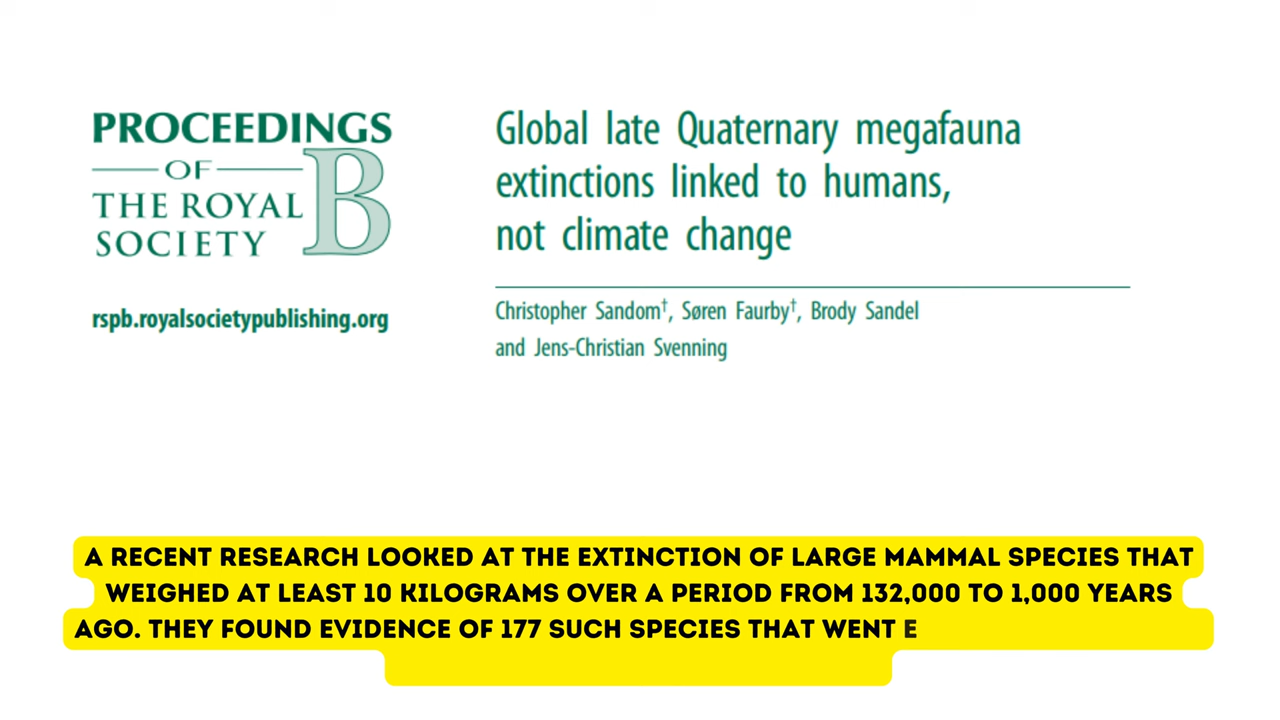 PROCEEDINGS
OF
THE ROYAL
SOCIETY B
rspb.royalsocietypublishing.org
Global late Quaternary megafauna
extinctions linked to humans,
not climate change
Christopher Sandom†, Søren Faurby†, Brody Sandel
and Jens-Christian Svenning
A RECENT RESEARCH LOOKED AT THE EXTINCTION OF LARGE MAMMAL SPECIES THAT
WEIGHED AT LEAST 10 KILOGRAMS OVER A PERIOD FROM 132,000 TO 1,000 YEARS
AGO. THEY FOUND EVIDENCE OF 177 SUCH SPECIES THAT WENT E